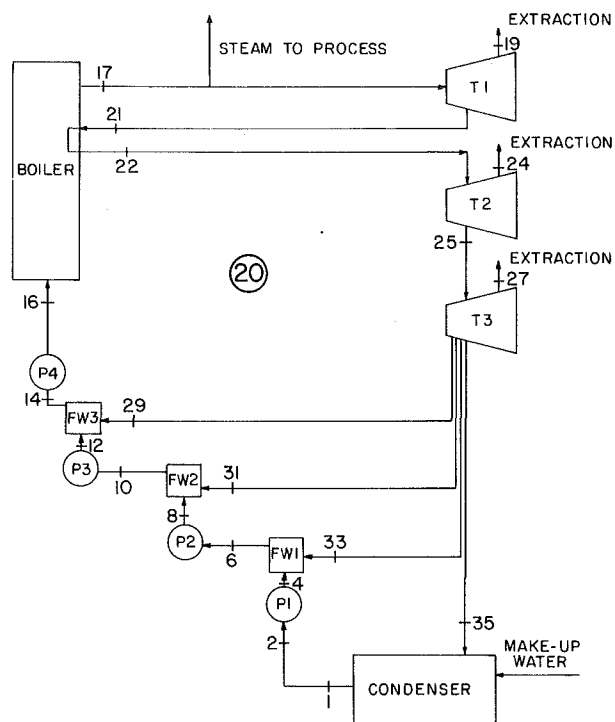 EXTRACTION
19
STEAM TO PROCESS
17
T1
21
EXTRACTION
24
22
BOILER
T2
25
EXTRACTION
20
27
16
T3
P4
14
29
FW3
12
P3
10
31
FW2
8
33
P2
6
FW1
4
P1
35
2
MAKE-UP
WATER
CONDENSER
1